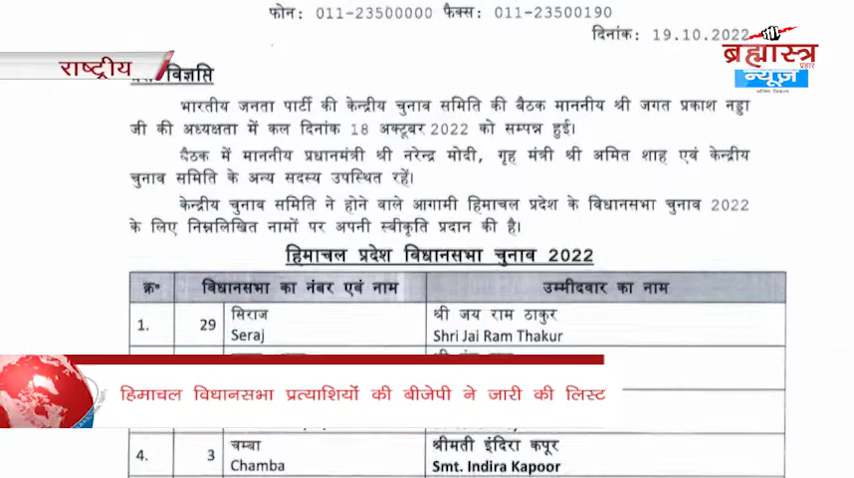 फोन: 011-23500000 फैक्स: 011-23500190
दिनांक: 19.10.2022
ब्रह्मास्त्र
प्रहार
न्यूज़
राष्ट्रीय
विज्ञप्ति
भारतीय जनता पार्टी की केन्द्रीय चुनाव समिति की बैठक माननीय श्री जगत प्रकाश नड्डा
जी की अध्यक्षता में कल दिनांक 18 अक्टूबर 2022 को सम्पन्न हुई।
बैठक में माननीय प्रधानमंत्री श्री नरेन्द्र मोदी, गृह मंत्री श्री अमित शाह एवं केन्द्रीय
चुनाव समिति के अन्य सदस्य उपस्थित रहें।
केन्द्रीय चुनाव समिति ने होने वाले आगामी हिमाचल प्रदेश के विधानसभा चुनाव 2022
के लिए निम्नलिखित नामों पर अपनी स्वीकृति प्रदान की है।
हिमाचल प्रदेश विधानसभा चुनाव 2022
क्र° विधानसभा का नंबर एवं नाम उम्मीदवार का नाम
1. 29 सिराज श्री जय राम ठाकुर
Seraj Shri Jai Ram Thakur
हिमाचल विधानसभा प्रत्याशियों की बीजेपी ने जारी की लिस्ट
4. 3 चम्बा श्रीमती इंदिरा कपूर
Chamba Smt. Indira Kapoor